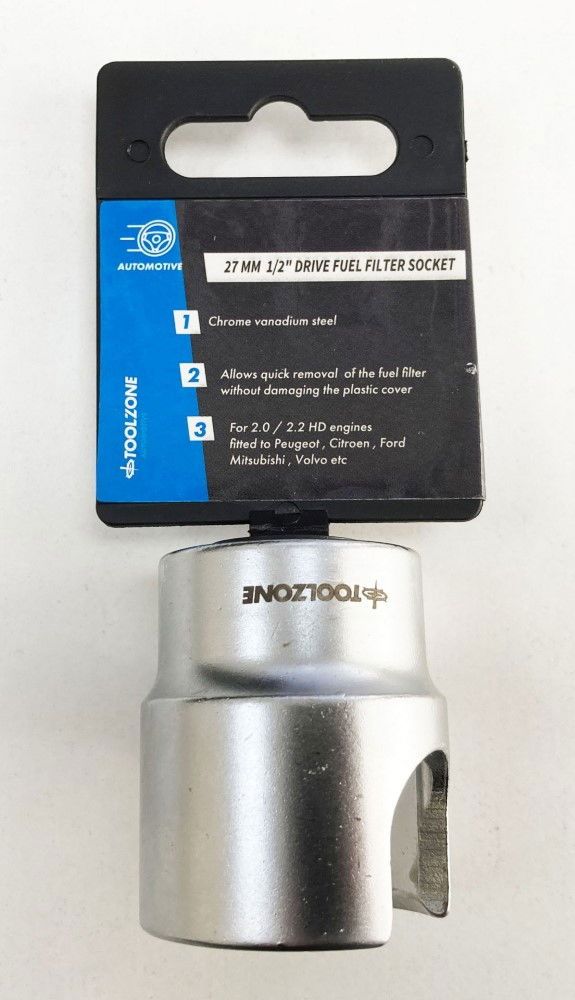 AUTOMOTIVE
27 MM 1/2" DRIVE FUEL FILTER SOCKET
1 Chrome vanadium steel
2 Allows quick removal of the fuel filter
without damaging the plastic cover
3 For 2.0 / 2.2 HD engines
fitted to Peugeot , Citroen , Ford
Mitsubishi , Volvo etc
TOOLZONE
AUTOMOTIVE
TOOLZONE